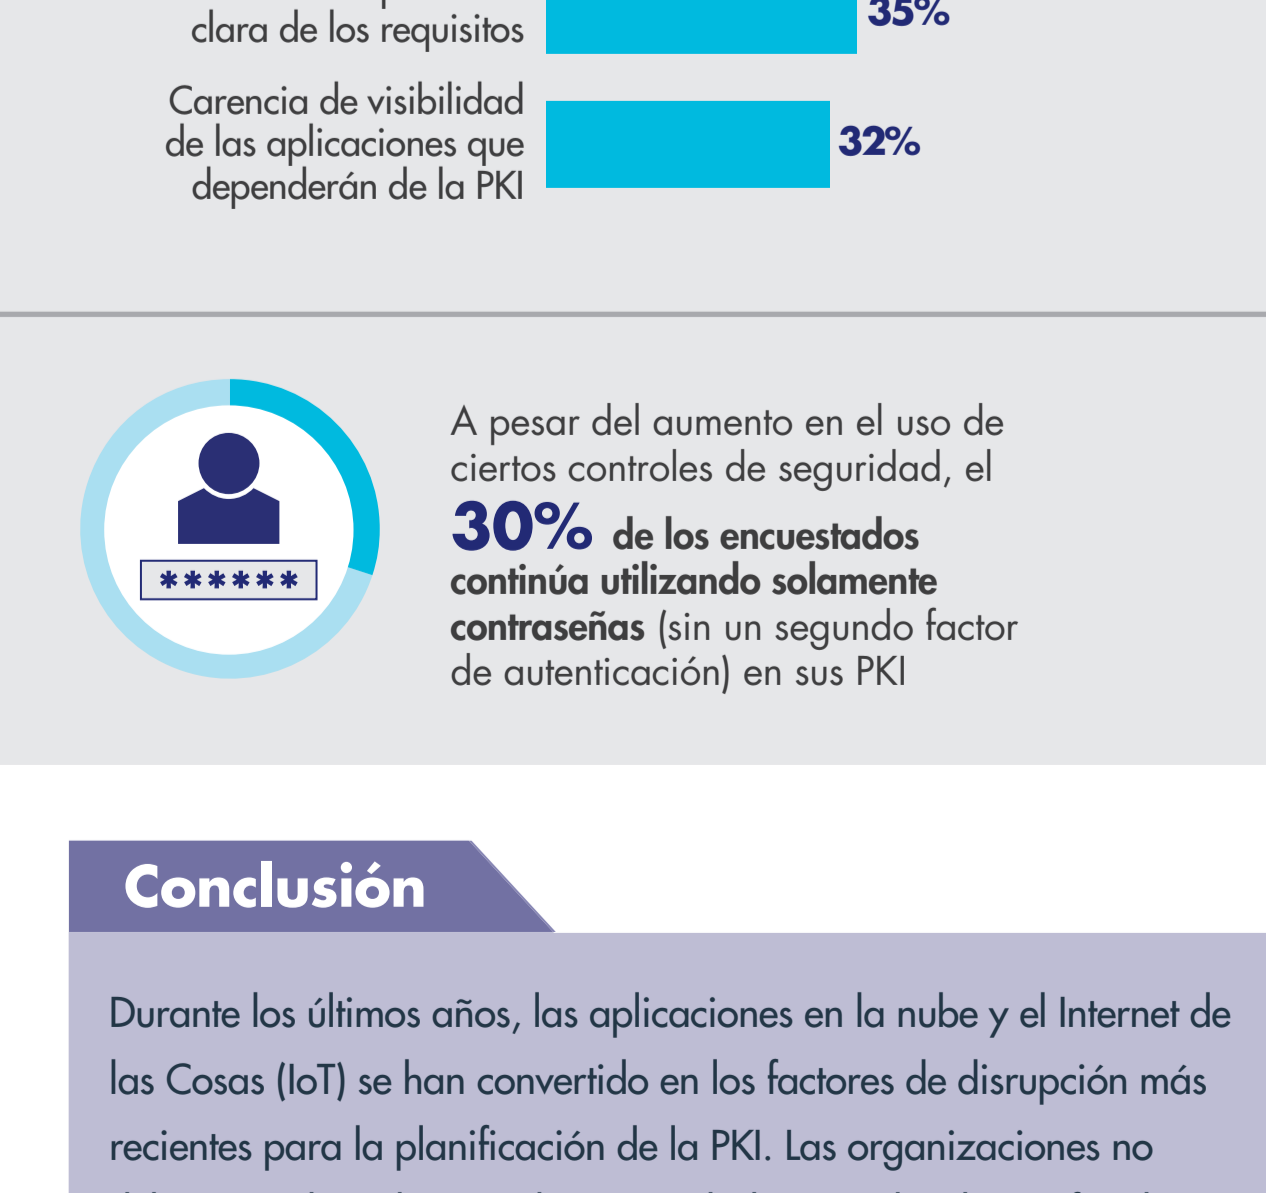 clara de los requisitos
35%
Carencia de visibilidad
de las aplicaciones que
dependerán de la PKI
32%
******
A pesar del aumento en el uso de
ciertos controles de seguridad, el
30% de los encuestados
continúa utilizando solamente
contraseñas (sin un segundo factor
de autenticación) en sus PKI
Conclusión
Durante los últimos años, las aplicaciones en la nube y el Internet de
las Cosas (IoT) se han convertido en los factores de disrupción más
recientes para la planificación de la PKI. Las organizaciones no